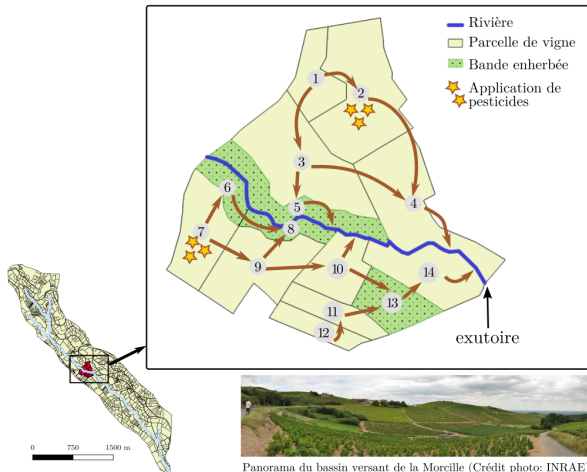 Rivière
Parcelle de vigne
Bande enherbée
Application de
pesticides
1
2
3
6
5
4
7
8
9
10
14
11
13
12
exutoire
0 750 1500 m
Panorama du bassin versant de la Morcille (Crédit photo: INRAE